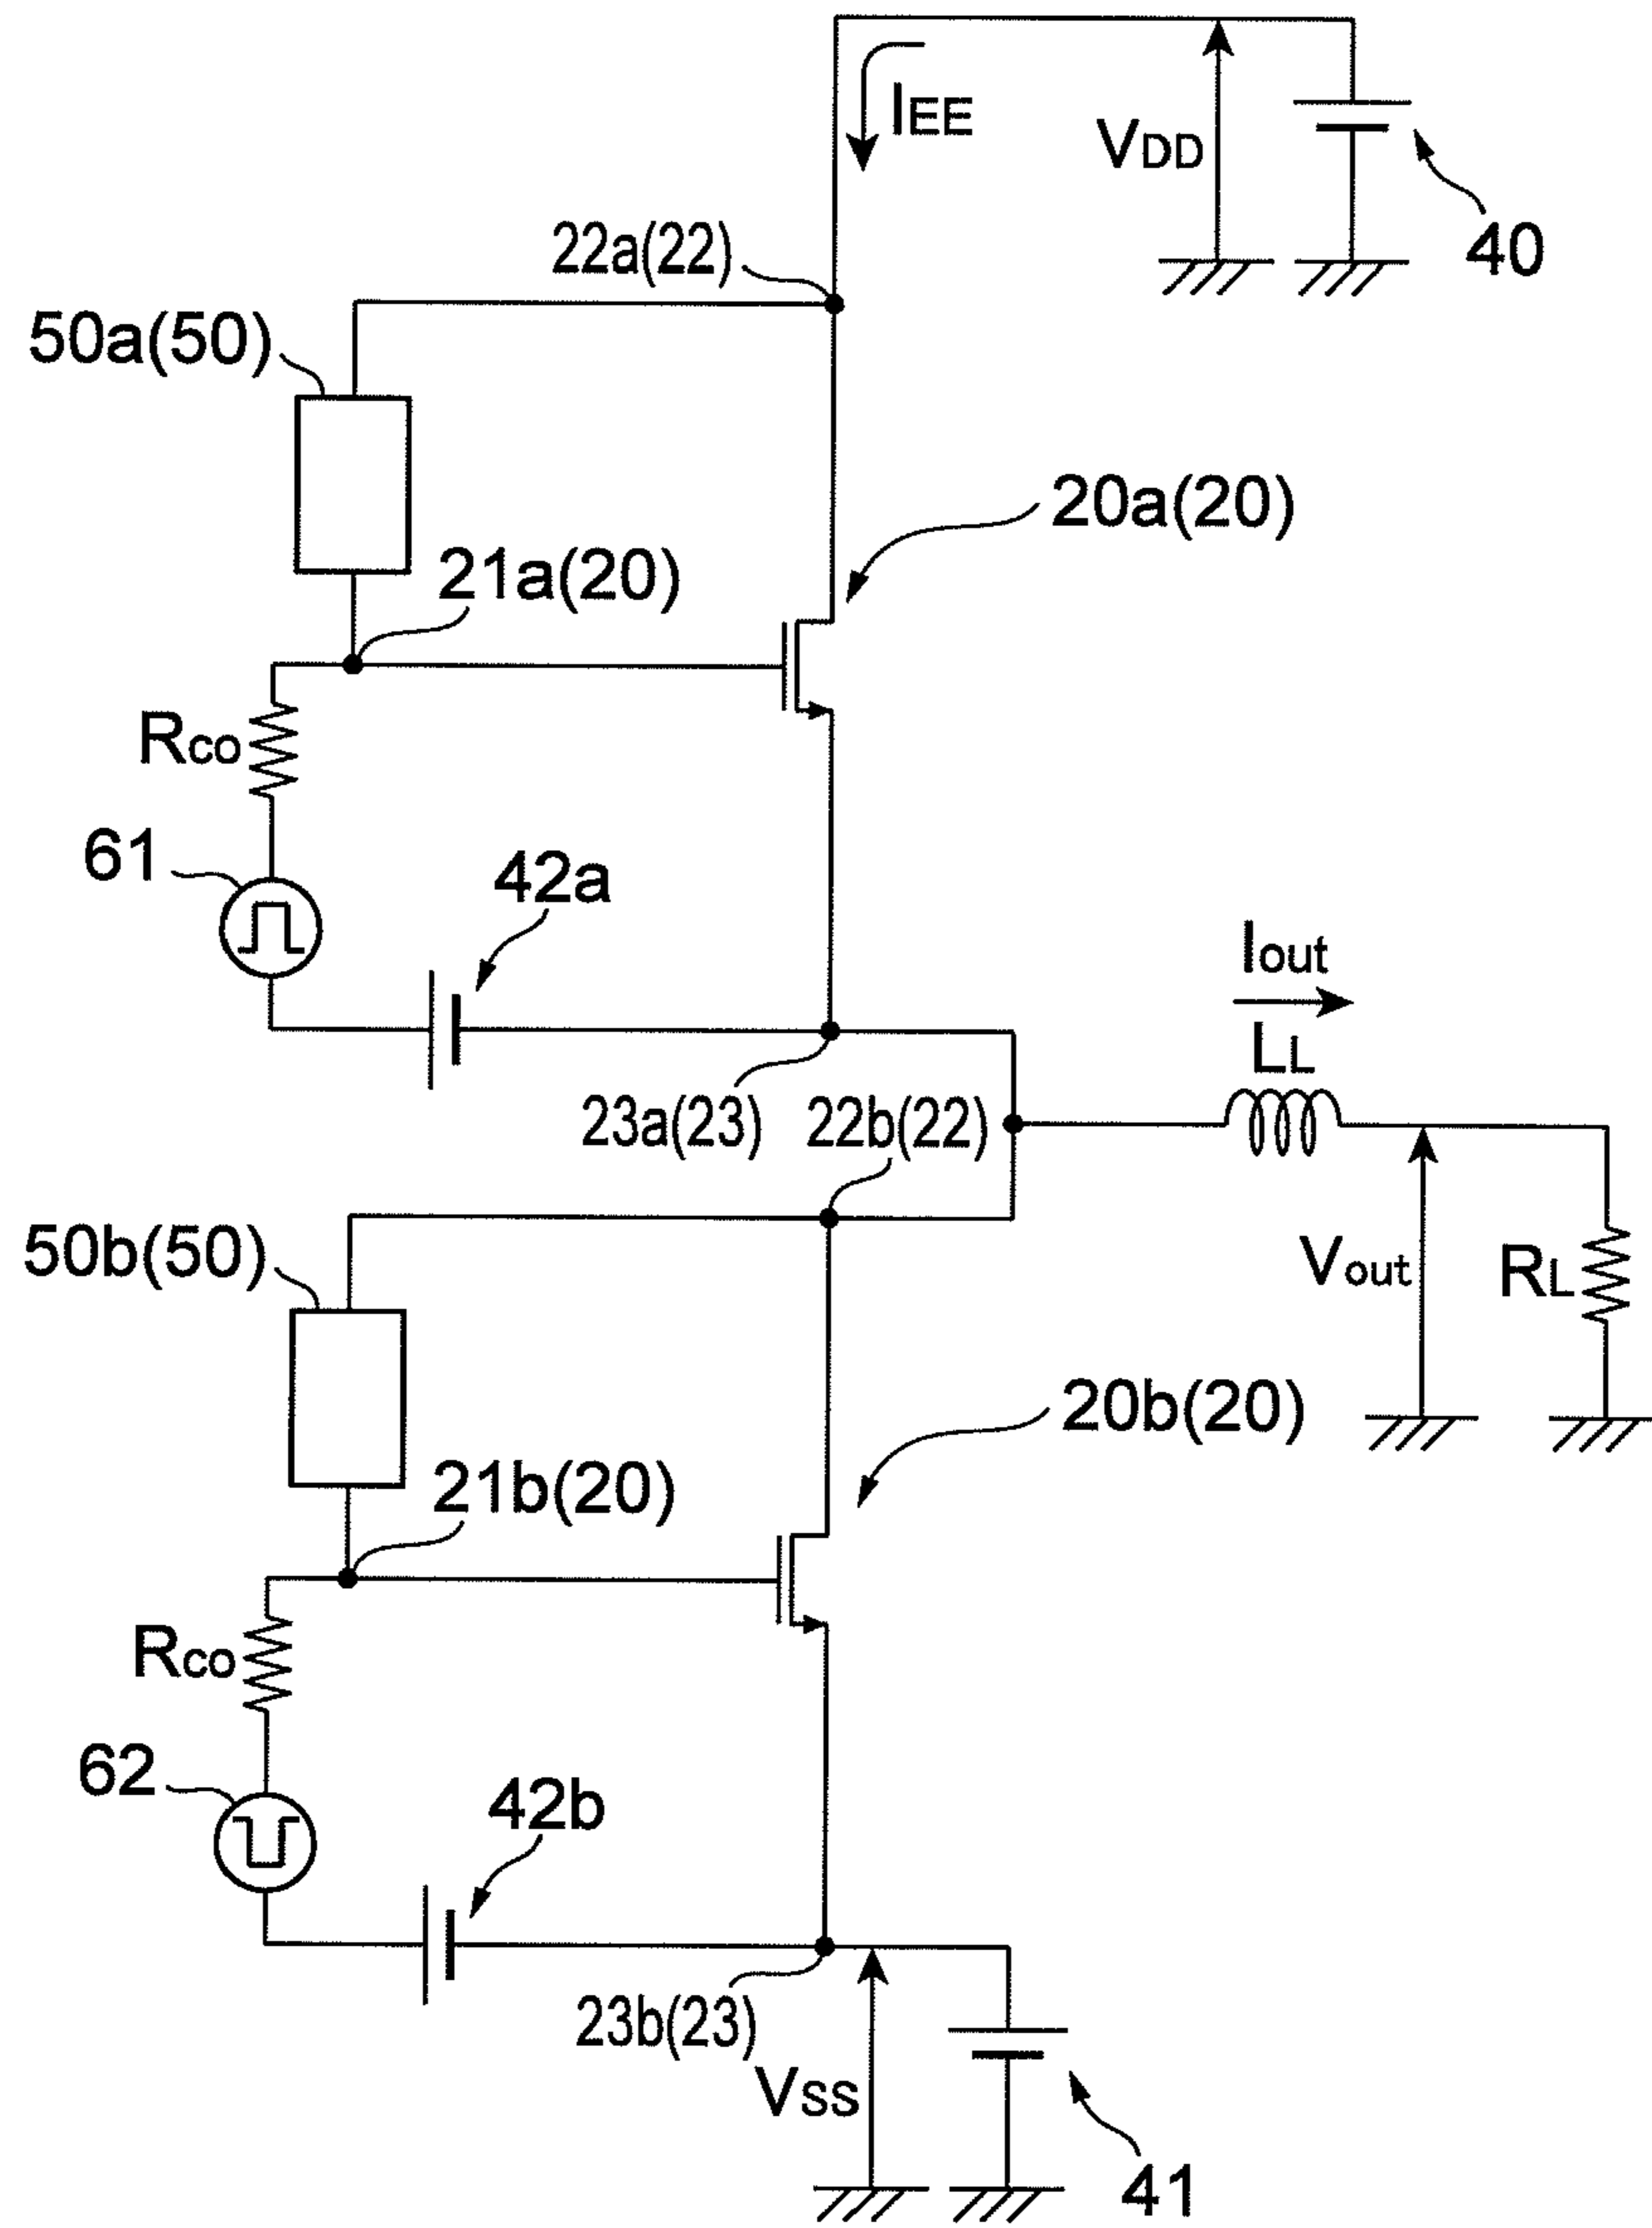 IEE
VDD
40
22a(22)
50a(50)
20a(20)
21a(20)
Rco
61
42a
Iout
LL
23a(23)
22b(22)
50b(50)
Vout
RL
20b(20)
21b(20)
Rco
62
42b
23b(23)
VSS
41